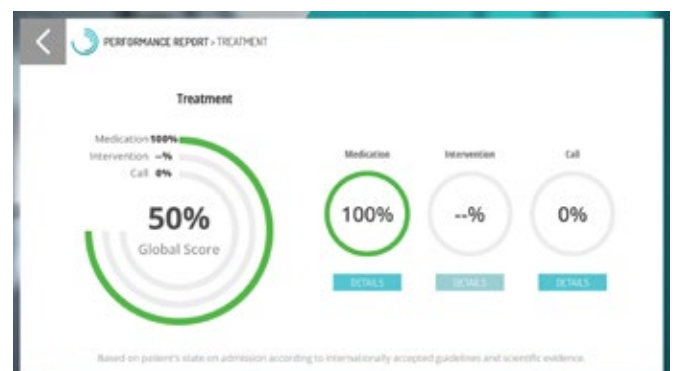 PERFORMANCE REPORT > TREATMENT
Treatment
Medication 100%
Intervention --%
Call 0%
50%
Global Score
Medication
Intervention
Call
100%
--%
0%
DETAILS
DETAILS
DETAILS
Based on patient's state on admission according to internationally accepted guidelines and scientific evidence.